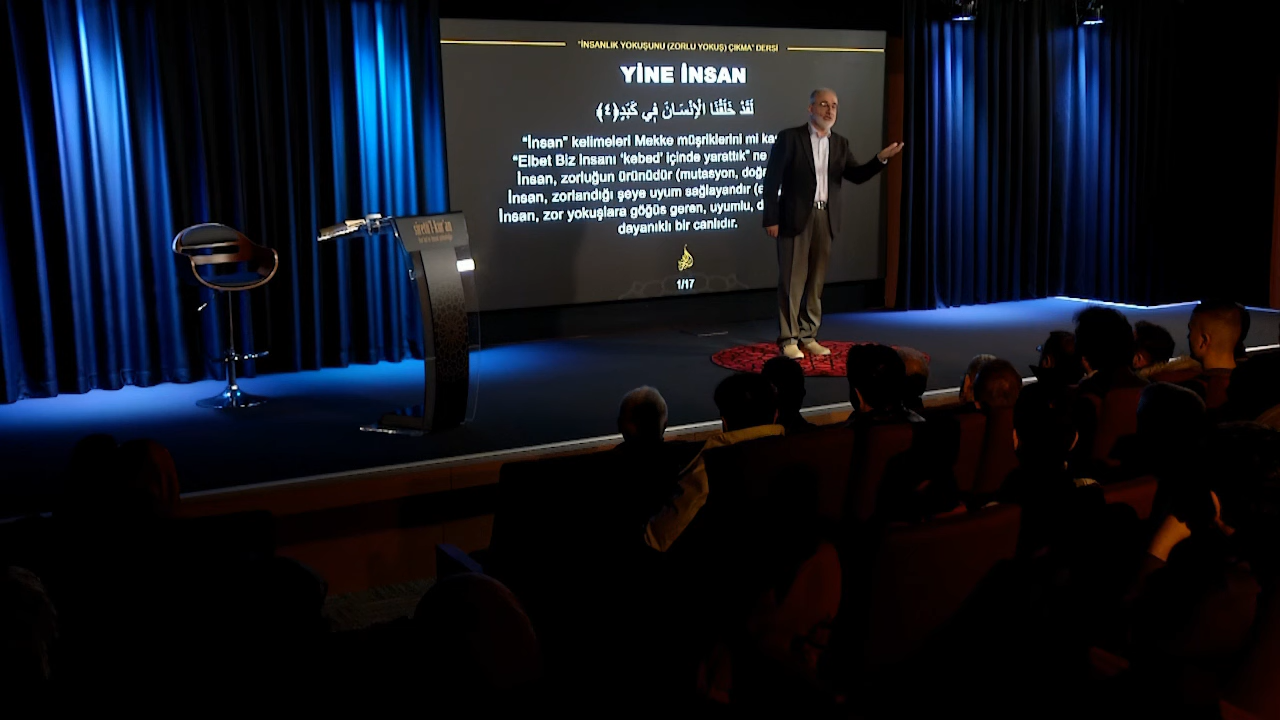 "İNSANLIK YOKUŞUNU (ZORLU YOKUŞ) ÇIKMA" DERSİ
YİNE İNSAN
لَقَدْ خَلَقْنَا الْاِنْسَانَ فِي كَبَدٍ﴿٤﴾
"İnsan" kelimeleri Mekke müşriklerini mi
"Elbet Biz insanı 'kebed' içinde yarattık" ne
İnsan, zorluğun ürünüdür (mutasyon,
İnsan, zorlandığı şeye uyum sağlayandır
İnsan, zor yokuşlara göğüs geren, uyumlu,
dayanıklı bir canlıdır.
1/17